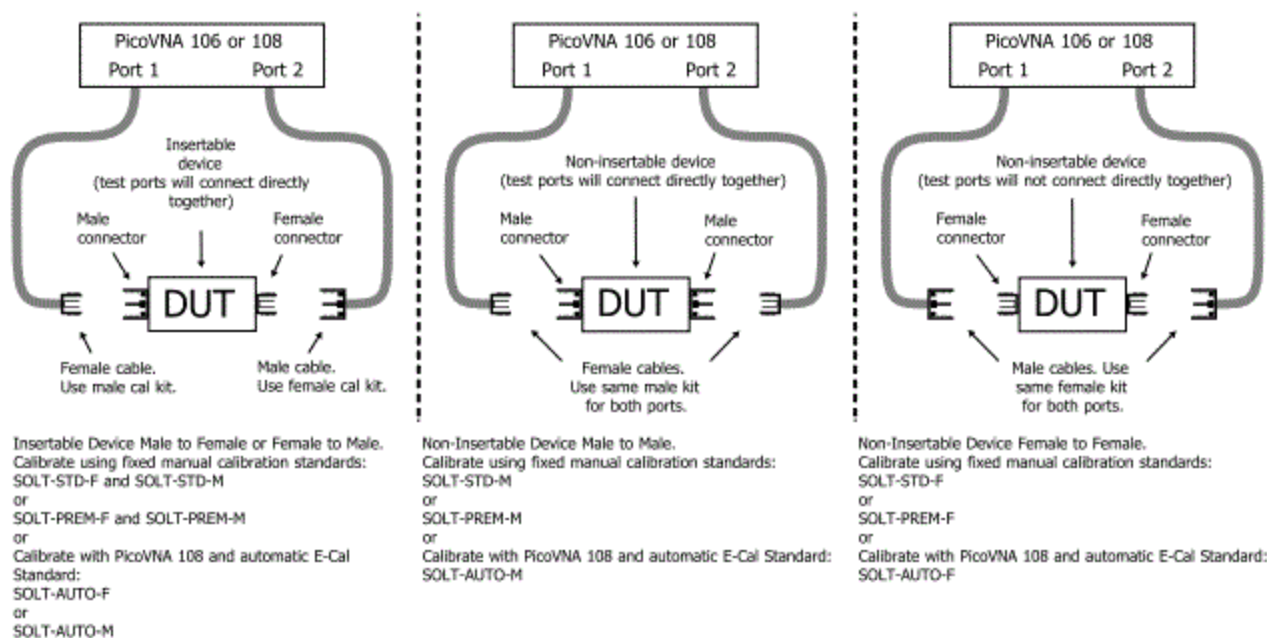 PicoVNA 106 or 108
Port 1
Port 2
Insertable
device
(test ports will connect directly
together)
Male
connector
Female
connector
DUT
Female cable.
Use male cal kit.
Male cable.
Use female cal kit.
Insertable Device Male to Female or Female to Male.
Calibrate using fixed manual calibration standards:
SOLT-STD-F and SOLT-STD-M
or
SOLT-PREM-F and SOLT-PREM-M
or
Calibrate with PicoVNA 108 and automatic E-Cal
Standard:
SOLT-AUTO-F
or
SOLT-AUTO-M
PicoVNA 106 or 108
Port 1
Port 2
Non-insertable device
(test ports will connect directly together)
Male
connector
Male
connector
DUT
Female cables.
Use same male kit
for both ports.
Non-Insertable Device Male to Male.
Calibrate using fixed manual calibration standards:
SOLT-STD-M
or
SOLT-PREM-M
or
Calibrate with PicoVNA 108 and automatic E-Cal Standard:
SOLT-AUTO-M
PicoVNA 106 or 108
Port 1
Port 2
Non-insertable device
(test ports will not connect directly together)
Female
connector
Female
connector
DUT
Male cables. Use
same female kit
for both ports.
Non-Insertable Device Female to Female.
Calibrate using fixed manual calibration standards:
SOLT-STD-F
or
SOLT-PREM-F
or
Calibrate with PicoVNA 108 and automatic E-Cal Standard:
SOLT-AUTO-F